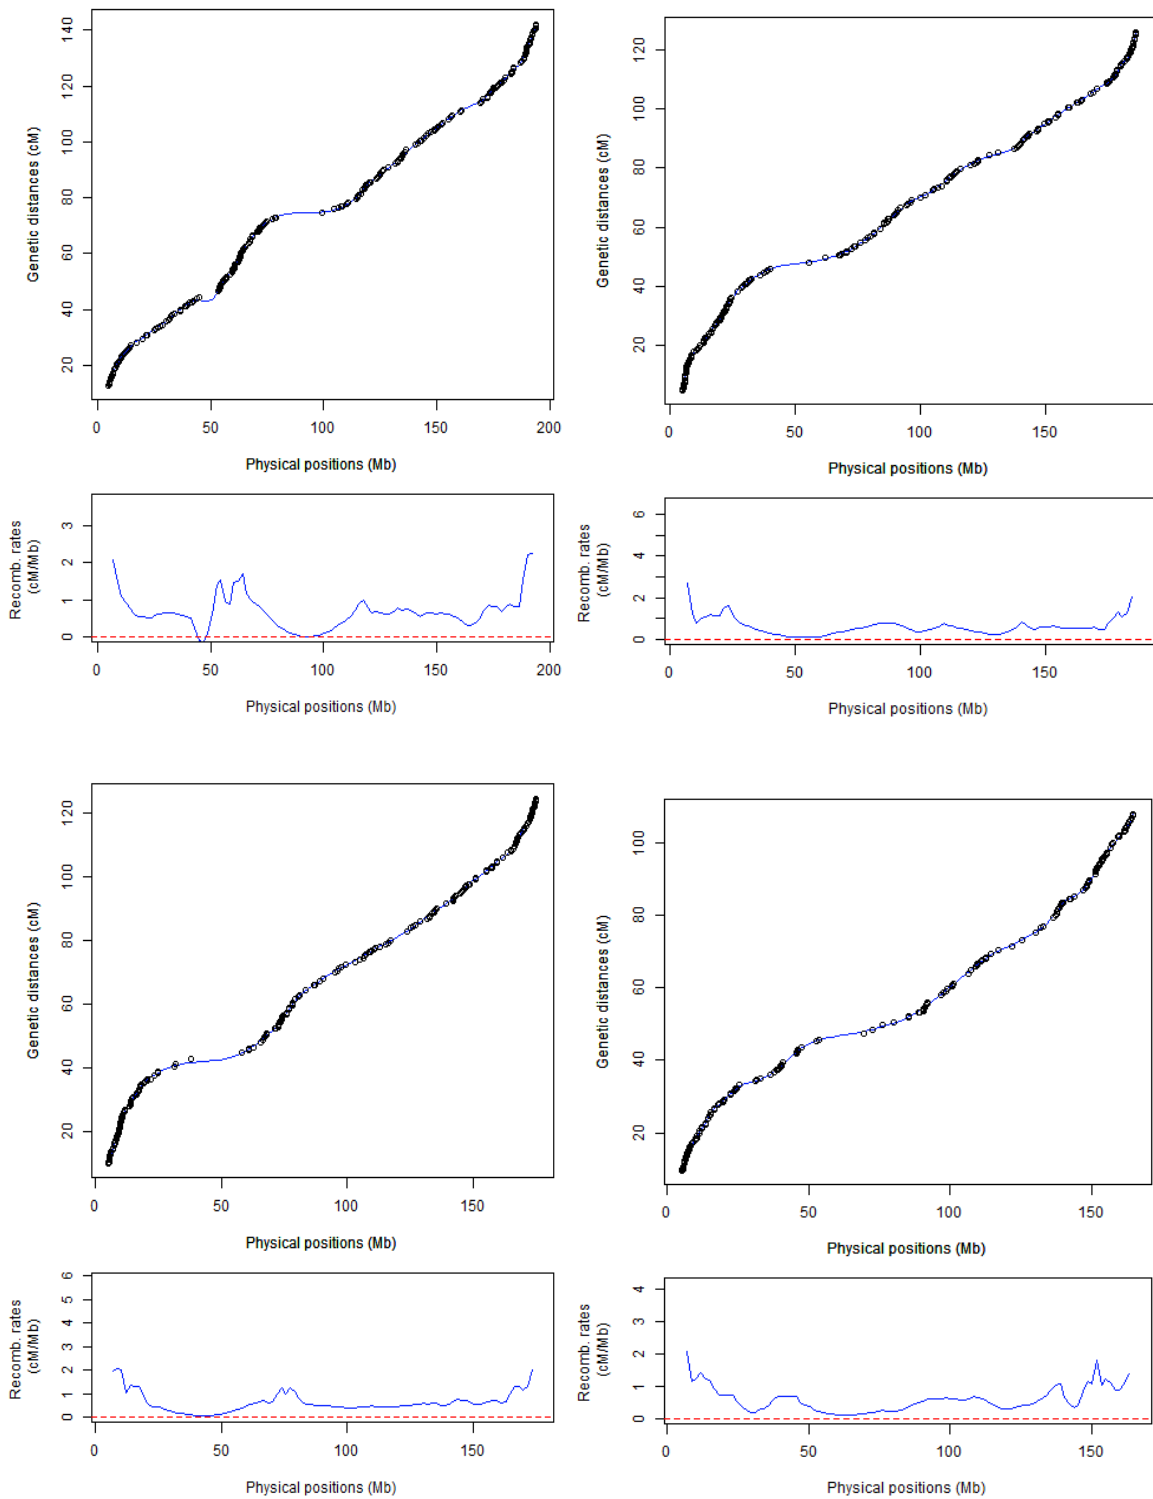 140
120
100
80
60
40
20
Genetic distances (cM)
0 50 100 150 200
Physical positions (Mb)
120
100
80
60
40
20
Genetic distances (cM)
0 50 100 150
Physical positions (Mb)
3
2
1
0
Recomb. rates
(cM/Mb)
0 50 100 150 200
Physical positions (Mb)
6
4
2
0
Recomb. rates
(cM/Mb)
0 50 100 150
Physical positions (Mb)
120
100
80
60
40
20
Genetic distances (cM)
0 50 100 150
Physical positions (Mb)
100
80
60
40
20
Genetic distances (cM)
0 50 100 150
Physical positions (Mb)
6
5
4
3
2
1
0
Recomb. rates
(cM/Mb)
0 50 100 150
Physical positions (Mb)
4
3
2
1
0
Recomb. rates
(cM/Mb)
0 50 100 150
Physical positions (Mb)